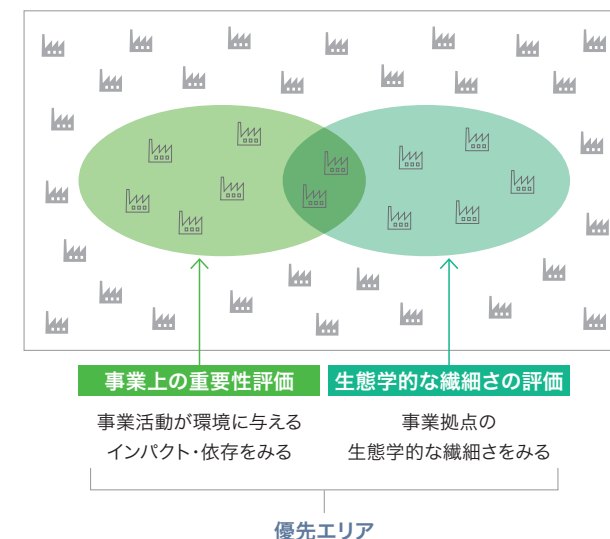 事業上の重要性評価
事業活動が環境に与える
インパクト・依存をみる
生態学的な繊細さの評価
事業拠点の
生態学的な繊細さをみる
優先エリア